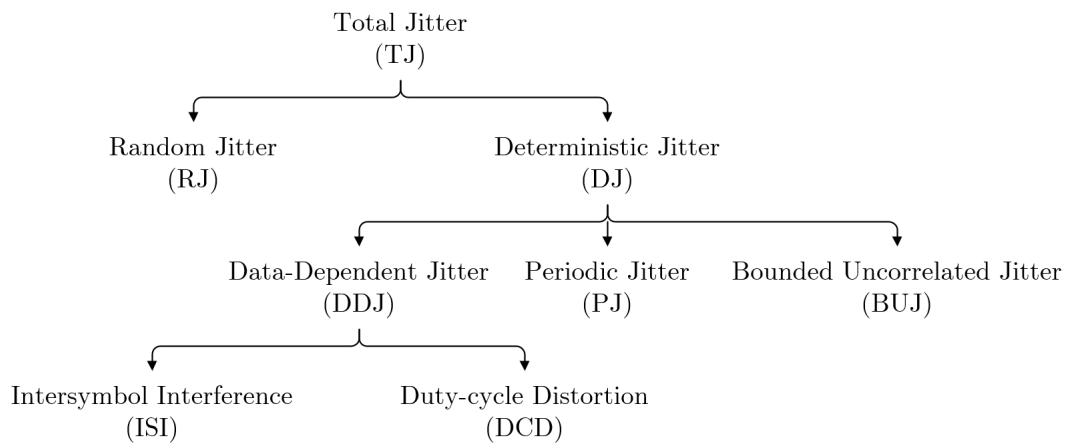 Total Jitter
(TJ)
Random Jitter
(RJ)
Deterministic Jitter
(DJ)
Data-Dependent Jitter
(DDJ)
Periodic Jitter
(PJ)
Bounded Uncorrelated Jitter
(BUJ)
Intersymbol Interference
(ISI)
Duty-cycle Distortion
(DCD)